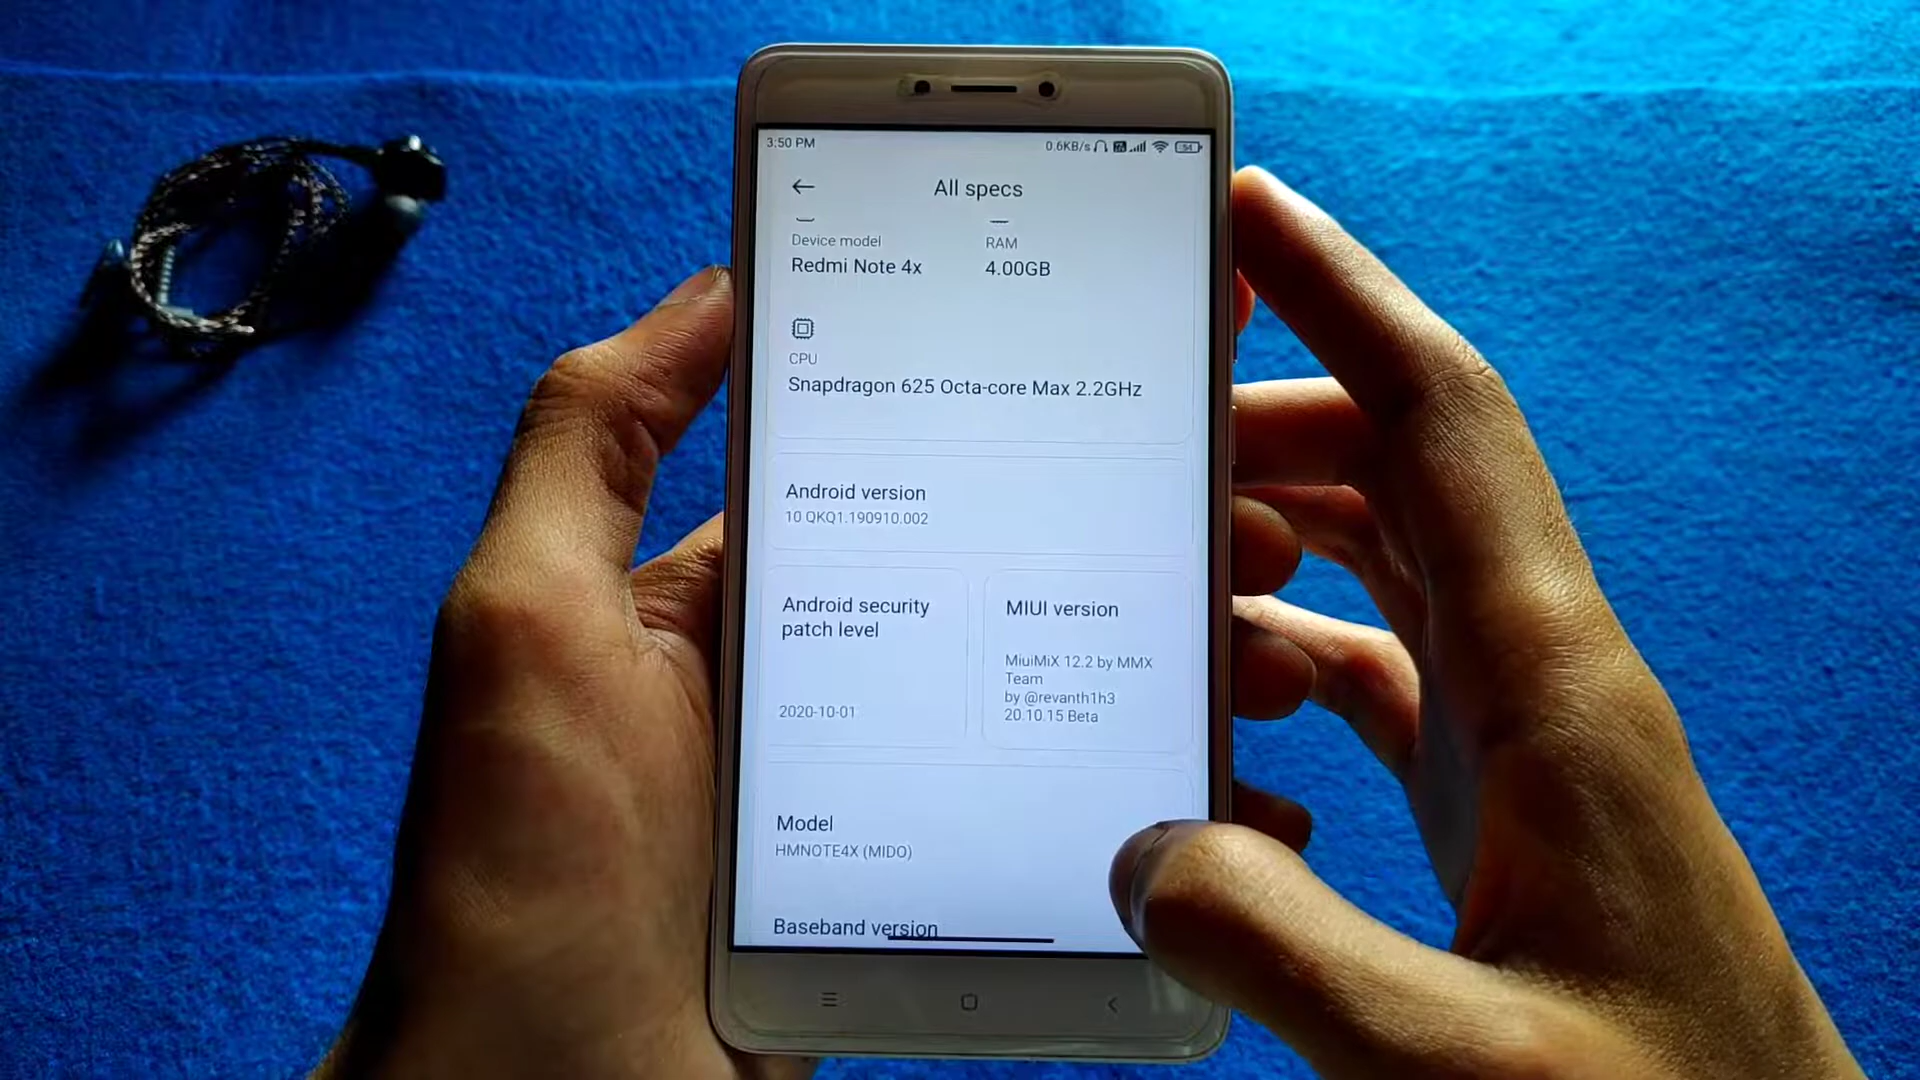 3:50 PM
0.6KB/s
54
All specs
Device model
Redmi Note 4x
RAM
4.00GB
CPU
Snapdragon 625 Octa-core Max 2.2GHz
Android version
10 QKQ1.190910.002
Android security
patch level
2020-10-01
MIUI version
MiuiMiX 12.2 by MMX
Team
by @revanth1h3
20.10.15 Beta
Model
HMNOTE4X (MIDO)
Baseband version